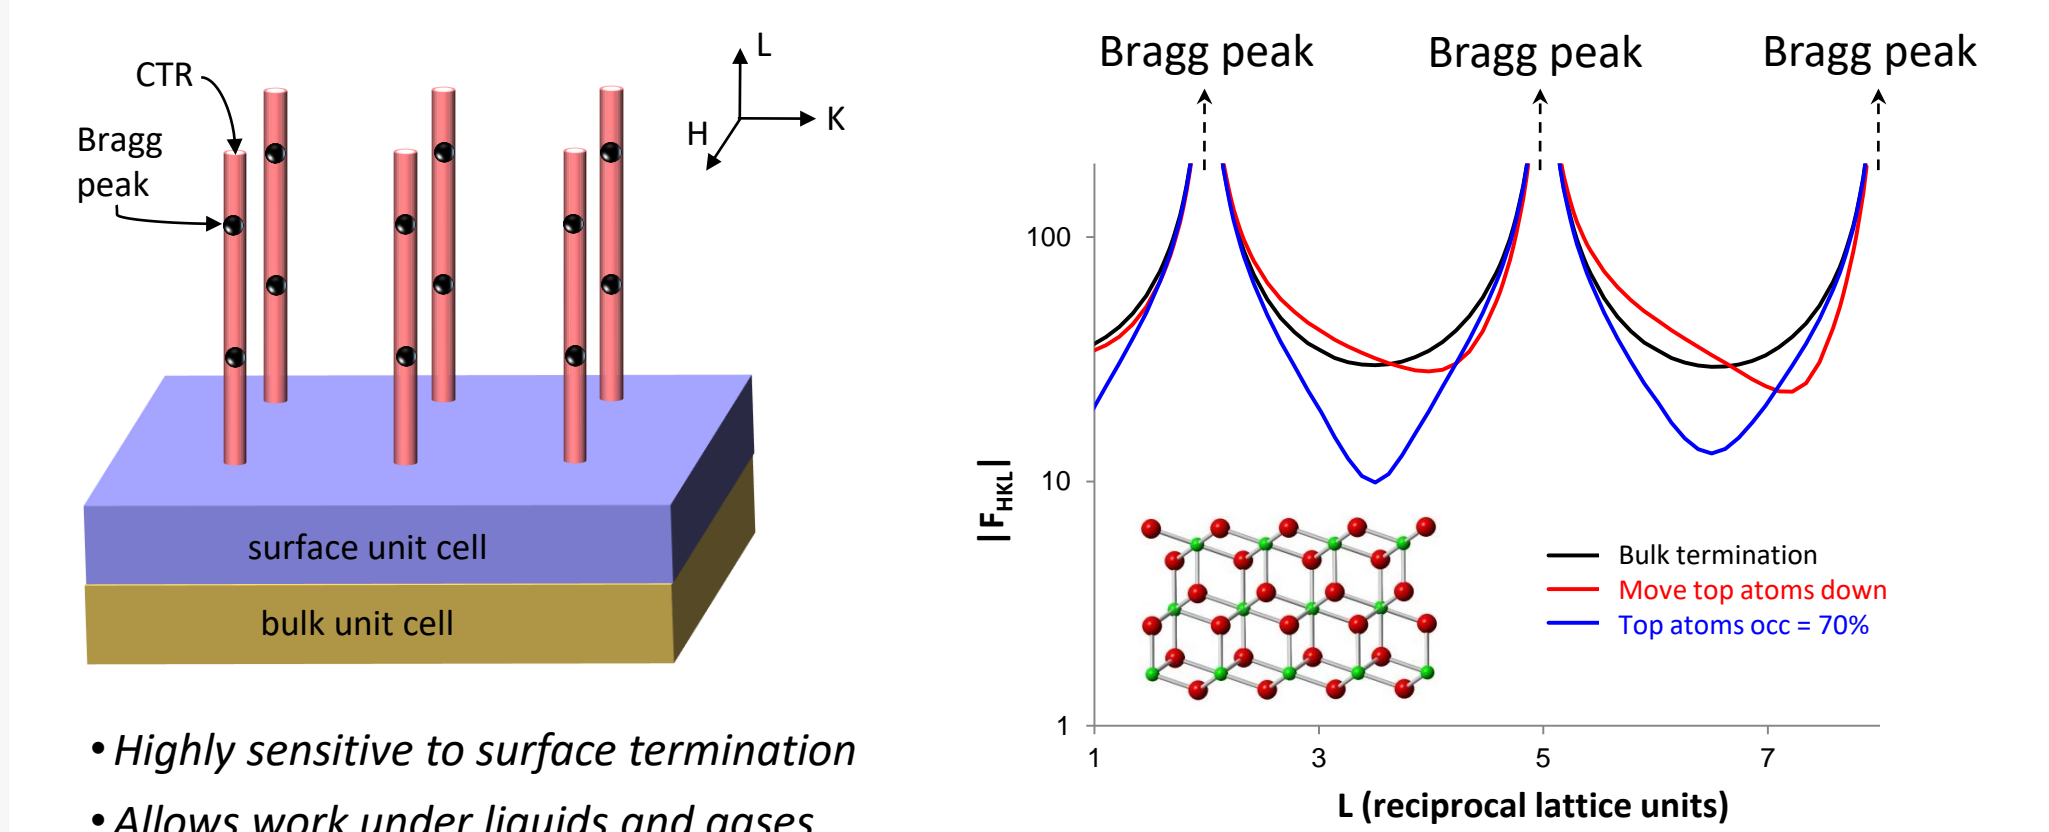 CTR
Bragg
peak
L
K
H
surface unit cell
bulk unit cell
• Highly sensitive to surface termination
• Allows work under liquids and gases
Bragg peak Bragg peak Bragg peak
100
10
1
|F_HKL|
1 3 5 7
L (reciprocal lattice units)
Bulk termination
Move top atoms down
Top atoms occ = 70%